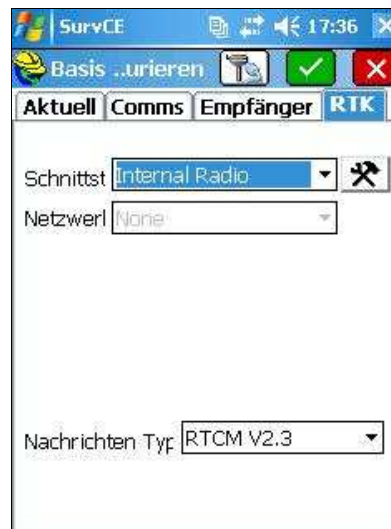 SurvCE 17:36
Basis ..urieren
Aktuell Comms Empfänger RTK
Schnittst Internal Radio
Netzwerl None
Nachrichten Typ RTCM V2.3